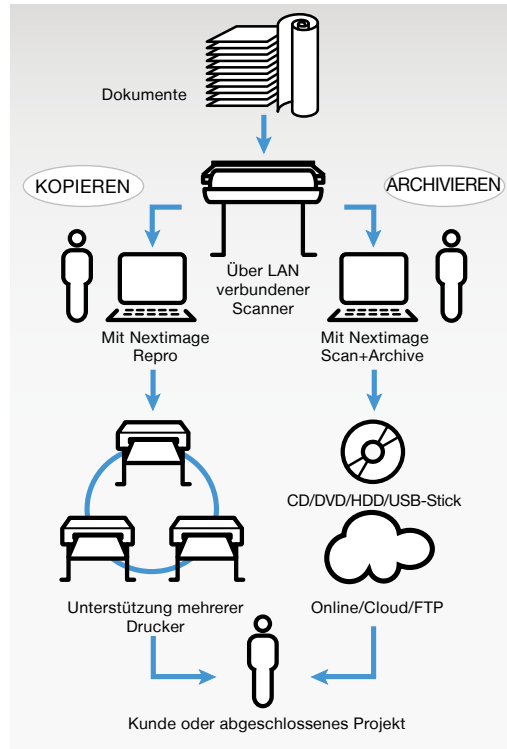 Dokumente
KOPIEREN
ARCHIVIEREN
Über LAN
verbundener
Scanner
Mit Nextimage
Repro
Mit Nextimage
Scan+Archive
CD/DVD/HDD/USB-Stick
Unterstützung mehrerer
Drucker
Online/Cloud/FTP
Kunde oder abgeschlossenes Projekt